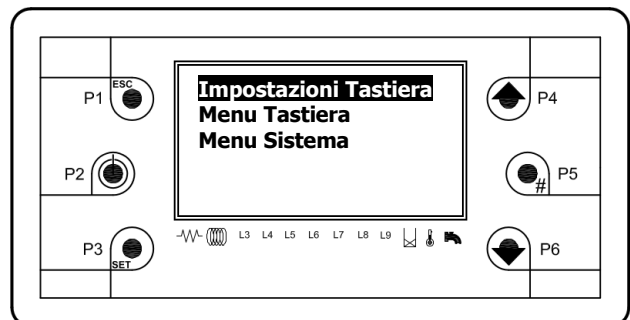 ESC
P1
P2
P3
SET
Impostazioni Tastiera
Menu Tastiera
Menu Sistema
L3 L4 L5 L6 L7 L8 L9
P4
P5
#
P6